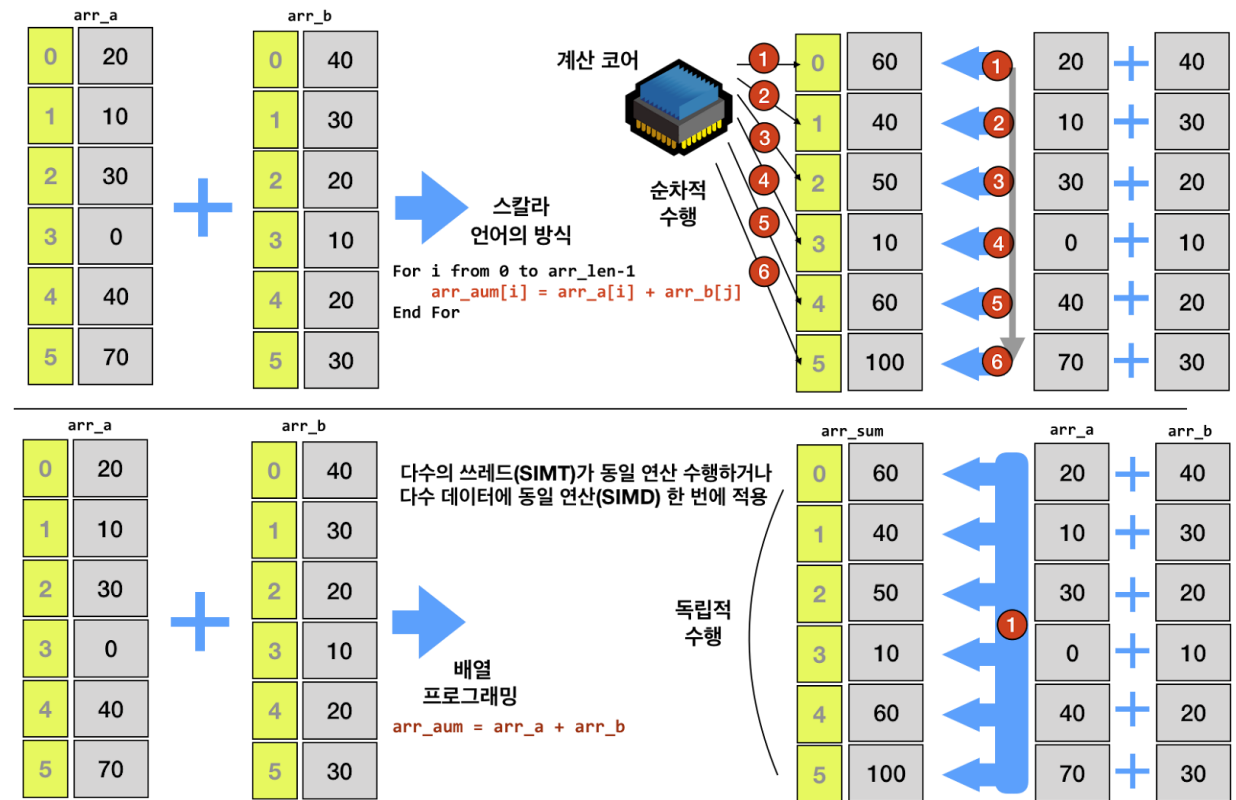 arr_a
arr_b
0 20
1 10
2 30
3 0
4 40
5 70
0 40
1 30
2 20
3 10
4 20
5 30
스칼라
언어의 방식
For i from 0 to arr_len-1
arr_aum[i] = arr_a[i] + arr_b[j]
End For
계산 코어
순차적
수행
1
2
3
4
5
6
0 60 1 20 40
1 40 2 10 30
2 50 3 30 20
3 10 4 0 10
4 60 5 40 20
5 100 6 70 30
arr_a
arr_b
0 20
1 10
2 30
3 0
4 40
5 70
0 40
1 30
2 20
3 10
4 20
5 30
다수의 쓰레드(SIMT)가 동일 연산 수행하거나
다수 데이터에 동일 연산(SIMD) 한 번에 적용
배열
프로그래밍
arr_aum = arr_a + arr_b
독립적
수행
arr_sum
arr_a
arr_b
0 60 20 40
1 40 10 30
2 50 30 20
1
3 10 0 10
4 60 40 20
5 100 70 30